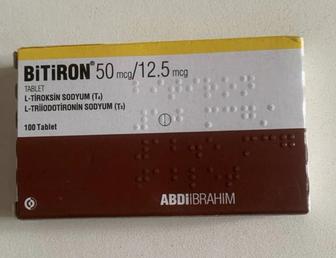 BiTiRON® 50 mcg/12.5 mcg
TABLET
L-TİROKSİN SODYUM (T₄)
L-TRİİODOTİRONİN SODYUM (T₃)
100 Tablet
ABDİİBRAHİM